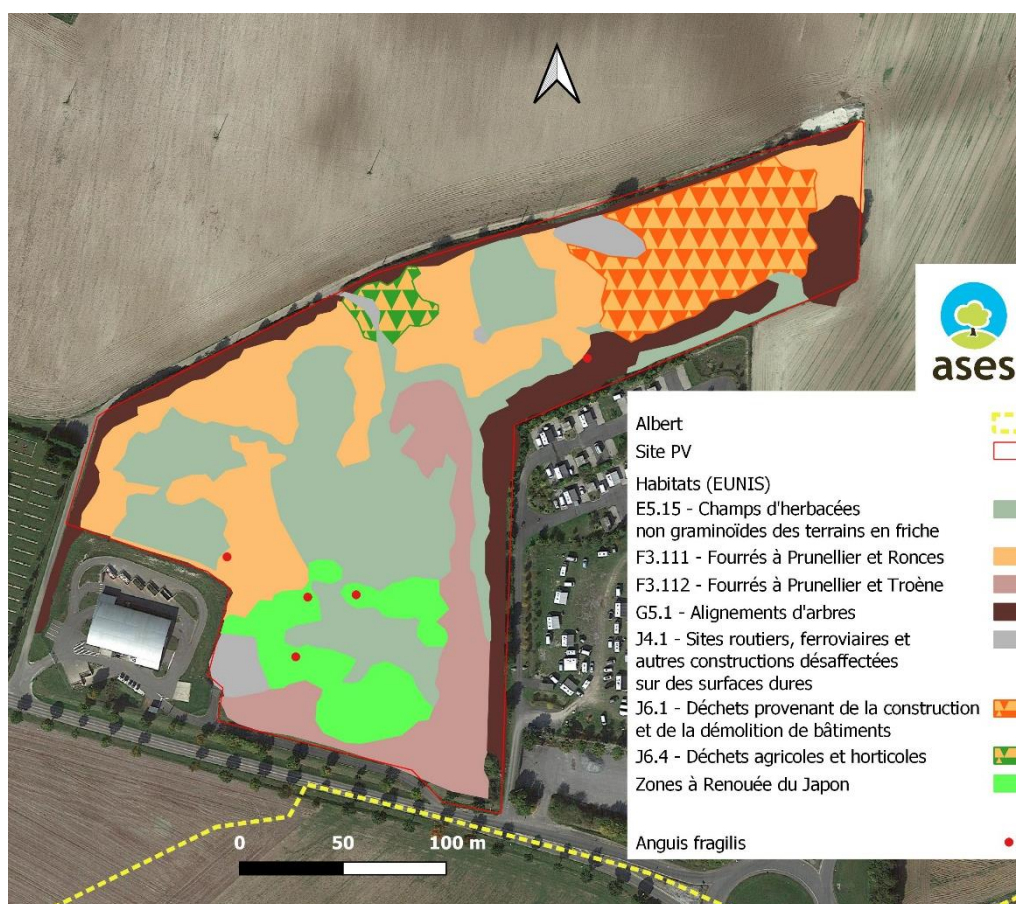 ases
Albert
Site PV
Habitats (EUNIS)
E5.15 - Champs d'herbacées
non graminoïdes des terrains en friche
F3.111 - Fourrés à Prunellier et Ronces
F3.112 - Fourrés à Prunellier et Troène
G5.1 - Alignements d'arbres
J4.1 - Sites routiers, ferroviaires et
autres constructions désaffectées
sur des surfaces dures
J6.1 - Déchets provenant de la construction
et de la démolition de bâtiments
J6.4 - Déchets agricoles et horticoles
Zones à Renouée du Japon
Anguis fragilis
0 50 100 m